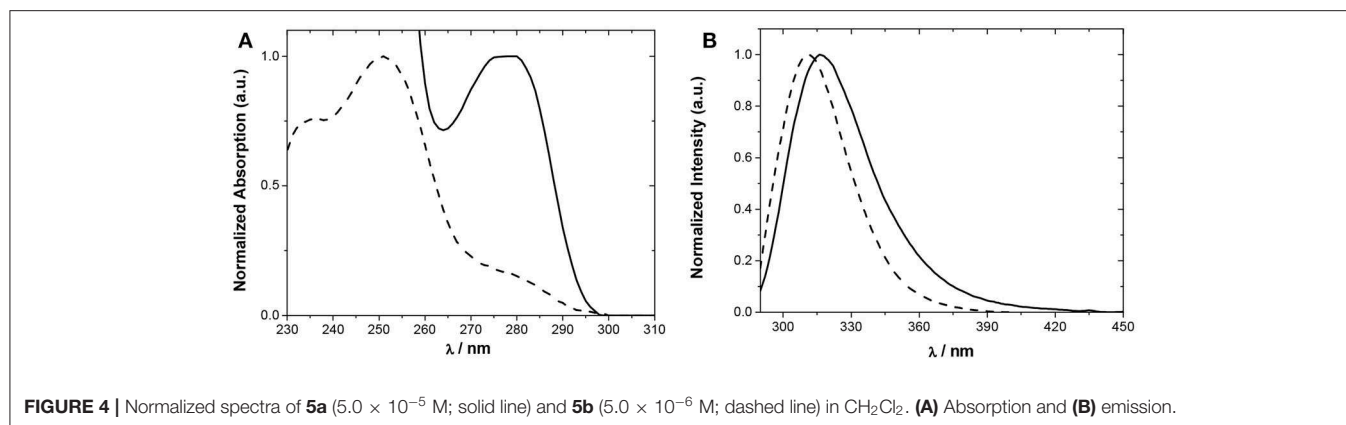 A
Normalized Absorption (a.u.)
1.0
0.5
0.0
230 240 250 260 270 280 290 300 310
λ / nm
B
Normalized Intensity (a.u.)
1.0
0.8
0.6
0.4
0.2
0.0
300 330 360 390 420 450
λ / nm
FIGURE 4 | Normalized spectra of 5a (5.0 × 10⁻⁵ M; solid line) and 5b (5.0 × 10⁻⁶ M; dashed line) in CH₂Cl₂. (A) Absorption and (B) emission.